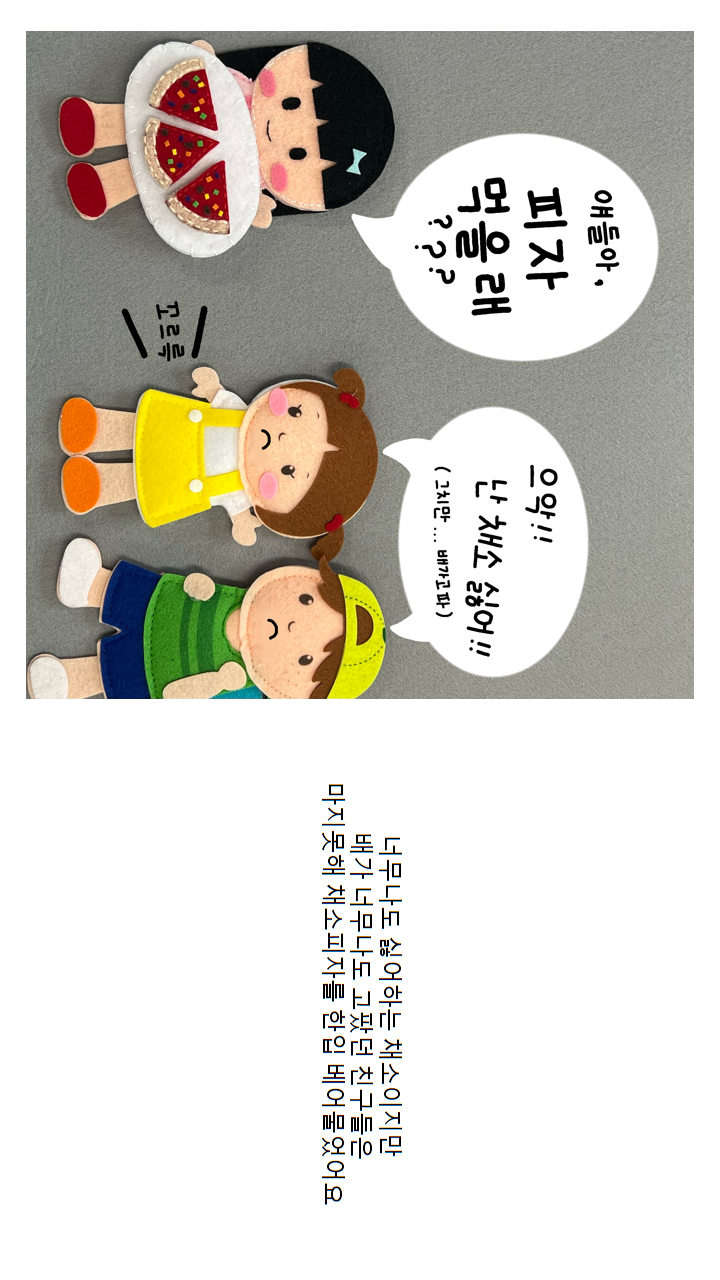 얘들아,
피자
먹을래
???
꼬르륵
으악!!
난 채소 싫어!!
(그치만... 배가고파)
너무나도 싫어하는 채소이지만
배가 너무나도 고팠던 친구들은
마지못해 채소피자를 한입 베어물었어요